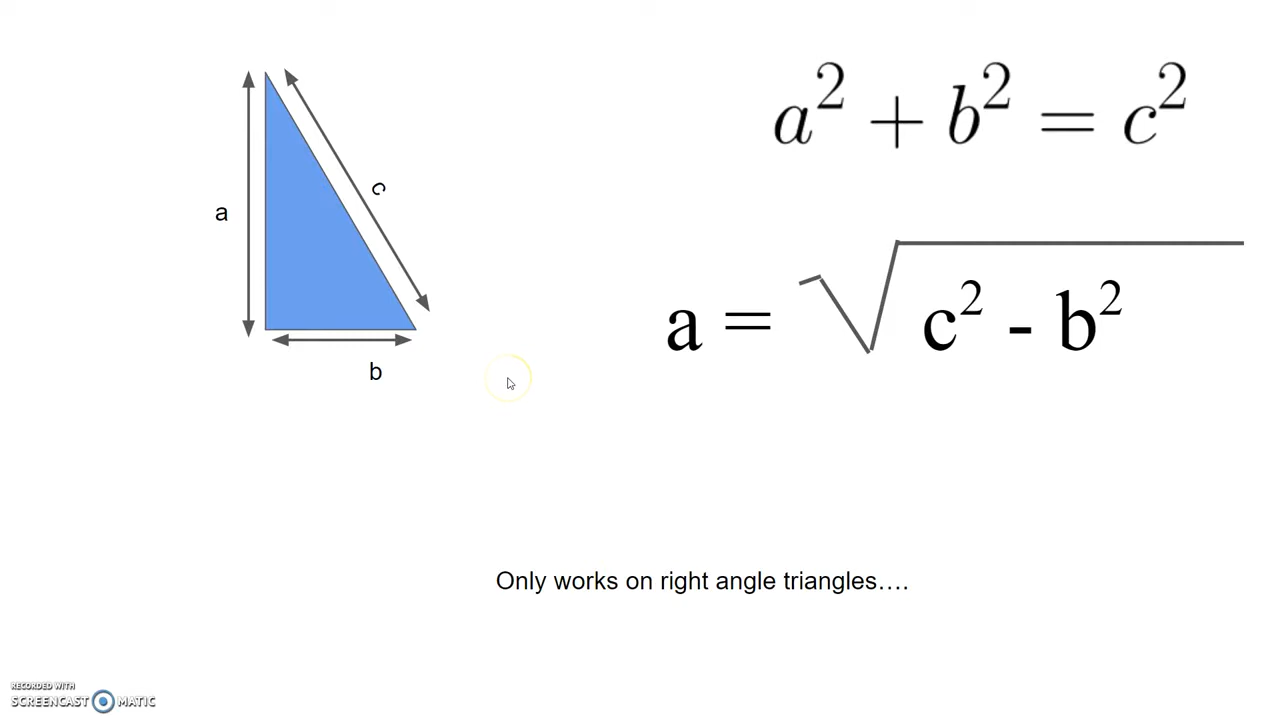 a² + b² = c²
a
c
a = √ c² - b²
b
Only works on right angle triangles….
RECORDED WITH
SCREENCAST MATIC